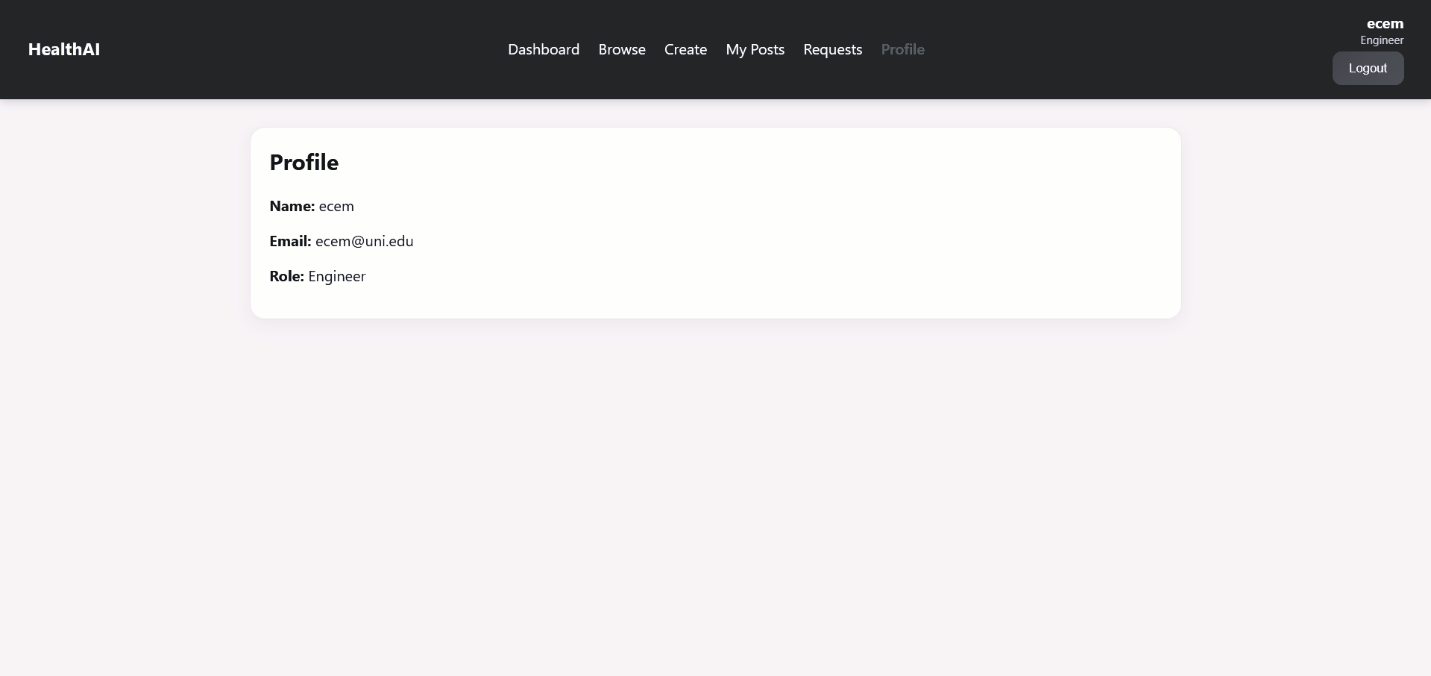 HealthAI
Dashboard Browse Create My Posts Requests Profile
ecem
Engineer
Logout
Profile
Name: ecem
Email: ecem@uni.edu
Role: Engineer